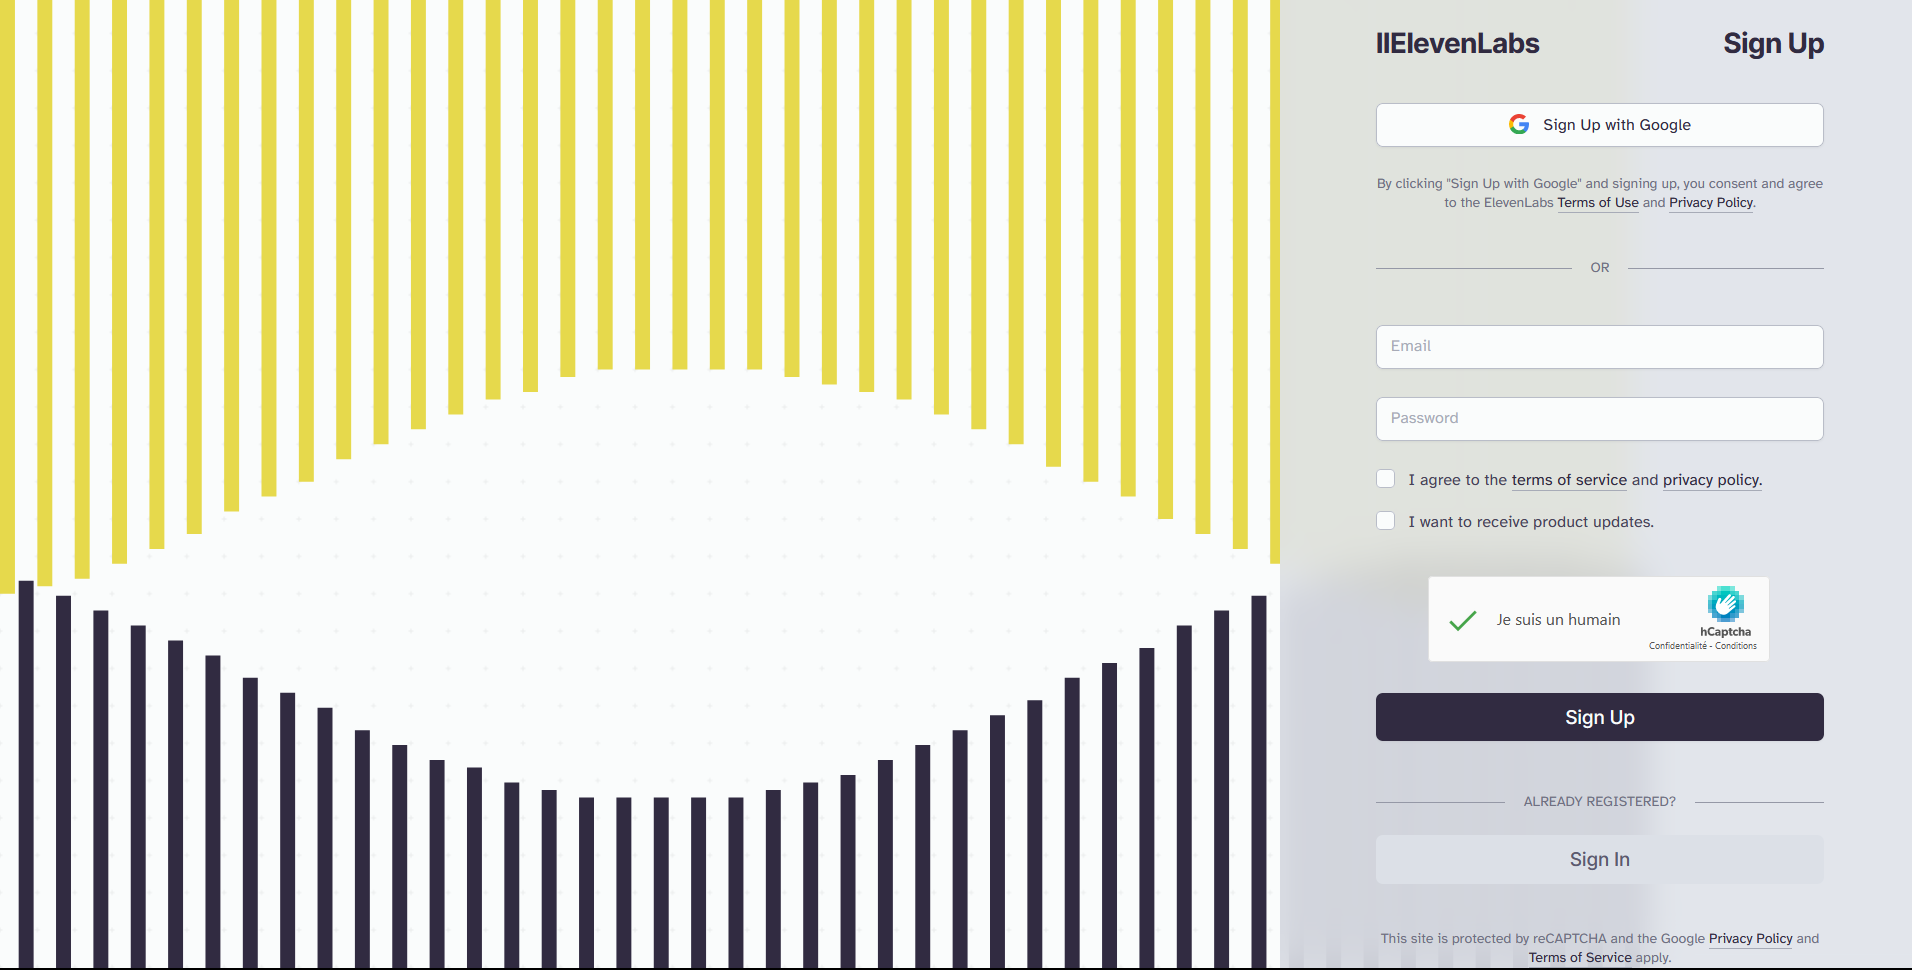 IIElevenLabs
Sign Up
Sign Up with Google
By clicking "Sign Up with Google" and signing up, you consent and agree
to the ElevenLabs Terms of Use and Privacy Policy.
OR
Email
Password
I agree to the terms of service and privacy policy.
I want to receive product updates.
Je suis un humain
hCaptcha
Confidentialité - Conditions
Sign Up
ALREADY REGISTERED?
Sign In
This site is protected by reCAPTCHA and the Google Privacy Policy and
Terms of Service apply.